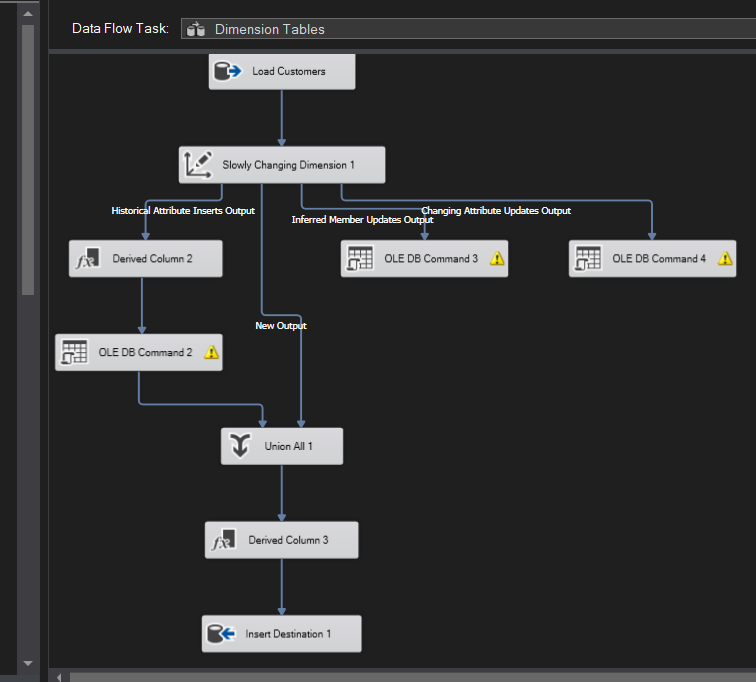 Data Flow Task: Dimension Tables
Load Customers
Slowly Changing Dimension 1
Historical Attribute Inserts Output
Inferred Member Updates Output
Changing Attribute Updates Output
fx Derived Column 2
OLE DB Command 3
OLE DB Command 4
New Output
OLE DB Command 2
Union All 1
fx Derived Column 3
Insert Destination 1